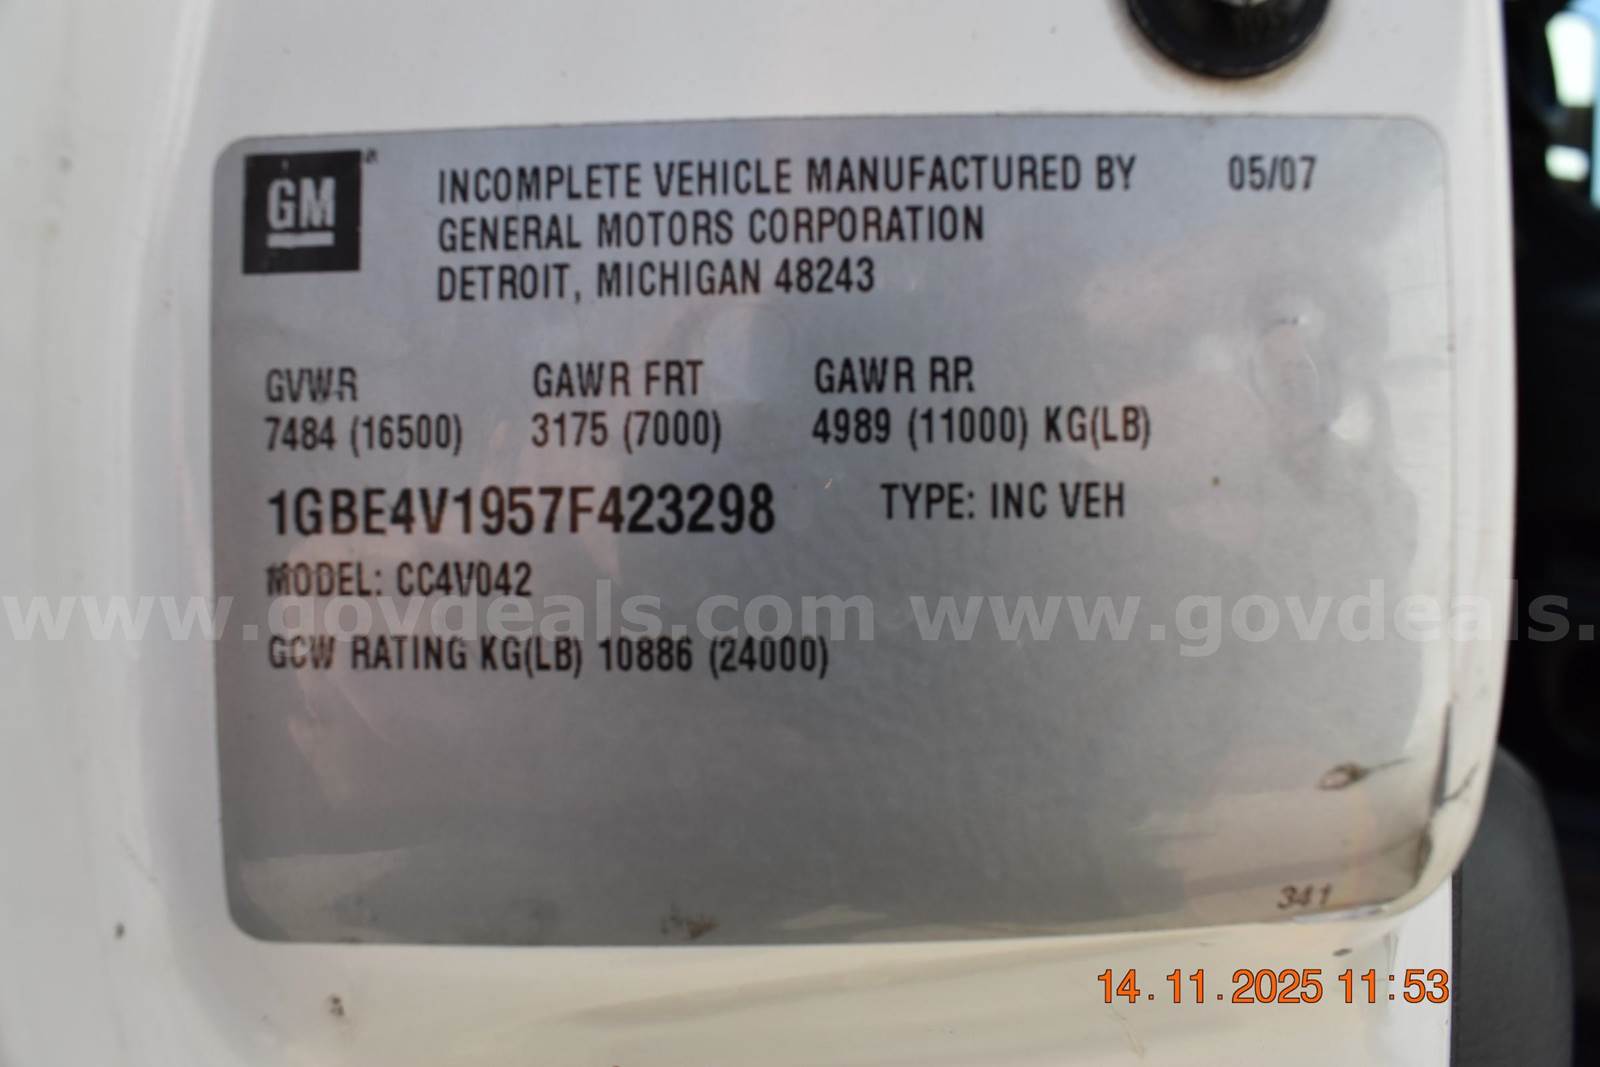 GM
INCOMPLETE VEHICLE MANUFACTURED BY 05/07
GENERAL MOTORS CORPORATION
DETROIT, MICHIGAN 48243
GVWR GAWR FRT GAWR RR
7484 (16500) 3175 (7000) 4989 (11000) KG(LB)
1GBE4V1957F423298 TYPE: INC VEH
MODEL: CC4V042
www.govdeals.com www.govdeals.
GCW RATING KG(LB) 10886 (24000)
341
14.11.2025 11:53